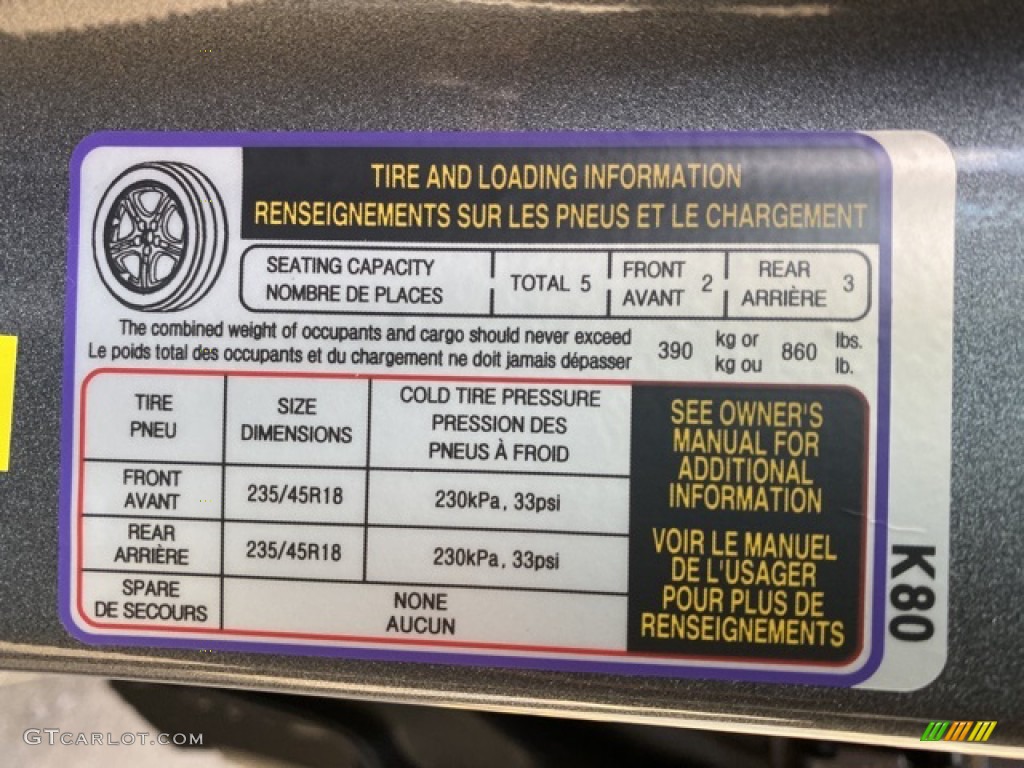 TIRE AND LOADING INFORMATION
RENSEIGNEMENTS SUR LES PNEUS ET LE CHARGEMENT
SEATING CAPACITY
NOMBRE DE PLACES
TOTAL 5
FRONT
AVANT
2
REAR
ARRIÈRE
3
The combined weight of occupants and cargo should never exceed
Le poids total des occupants et du chargement ne doit jamais dépasser
390
kg or
kg ou
860
lbs.
lb.
TIRE
PNEU
SIZE
DIMENSIONS
COLD TIRE PRESSURE
PRESSION DES
PNEUS À FROID
FRONT
AVANT
235/45R18
230kPa, 33psi
REAR
ARRIÈRE
235/45R18
230kPa, 33psi
SPARE
DE SECOURS
NONE
AUCUN
SEE OWNER'S
MANUAL FOR
ADDITIONAL
INFORMATION
VOIR LE MANUEL
DE L'USAGER
POUR PLUS DE
RENSEIGNEMENTS
K80
GTCARLOT.COM